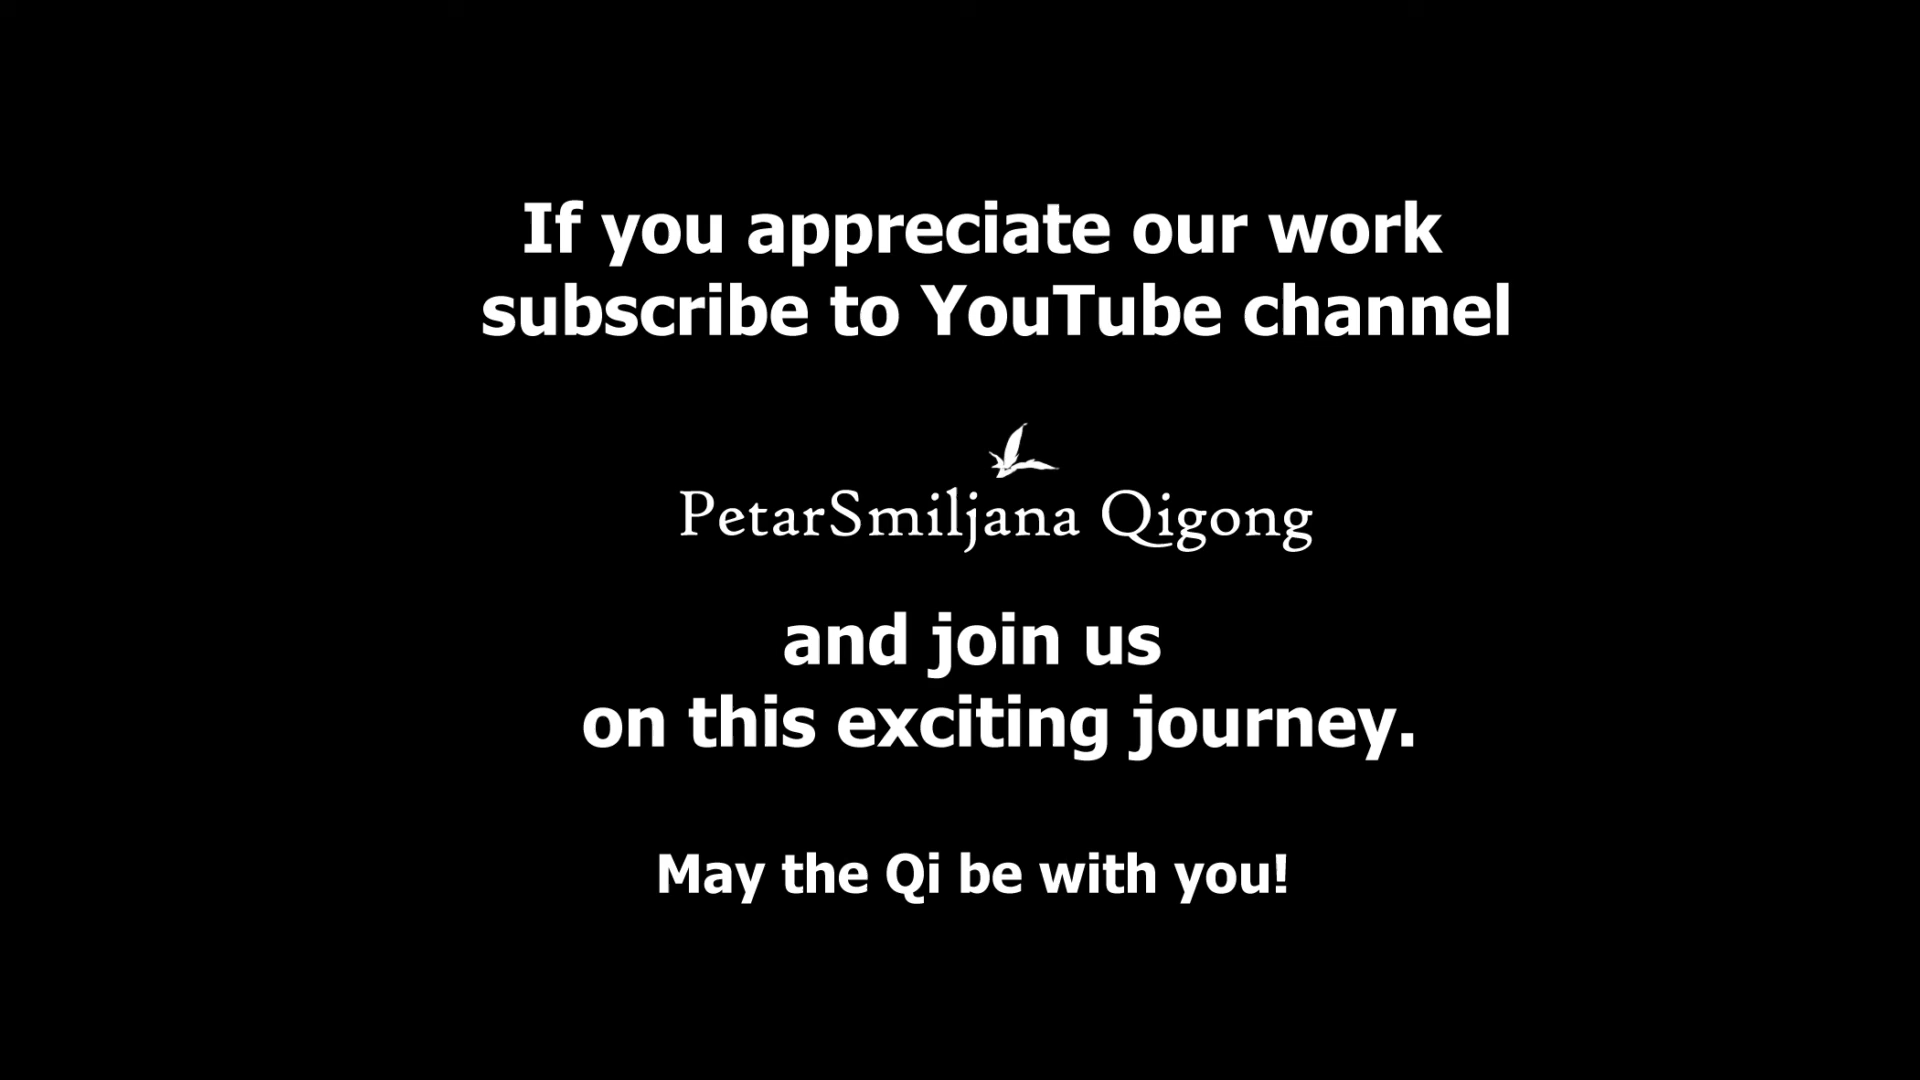 If you appreciate our work
subscribe to YouTube channel
PetarSmiljana Qigong
and join us
on this exciting journey.
May the Qi be with you!